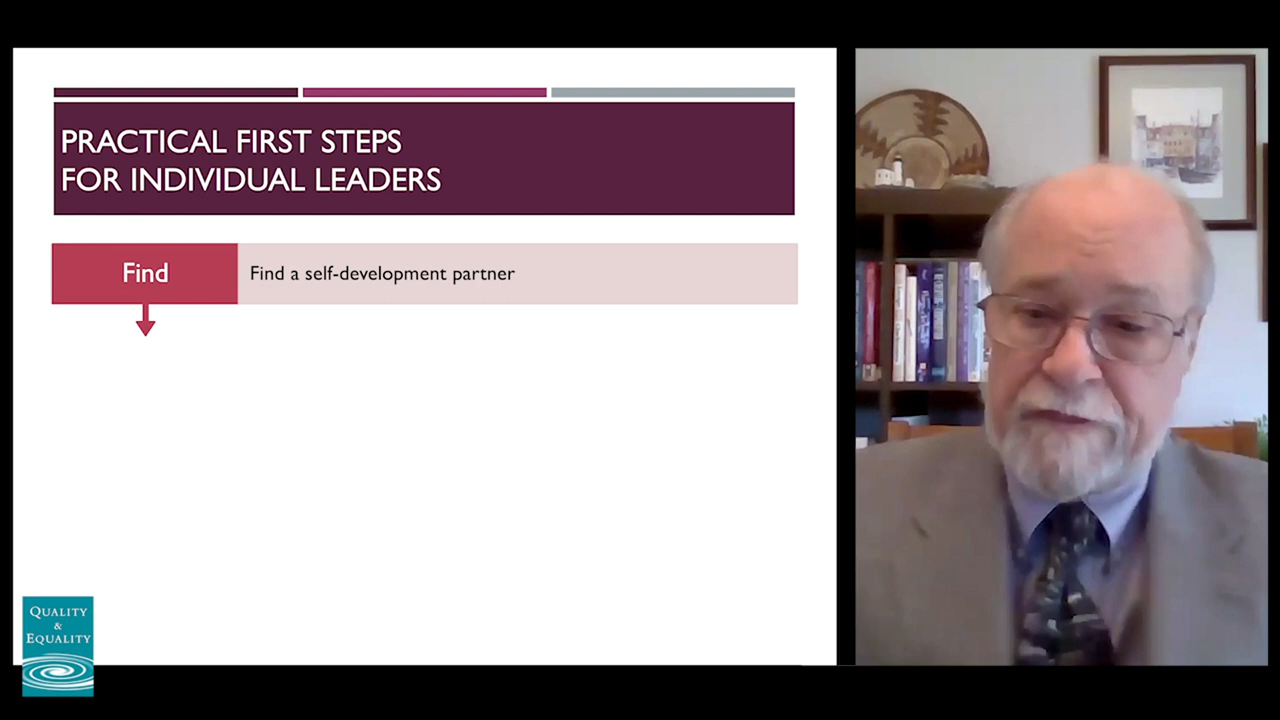 PRACTICAL FIRST STEPS
FOR INDIVIDUAL LEADERS
Find
Find a self-development partner
QUALITY
&
EQUALITY